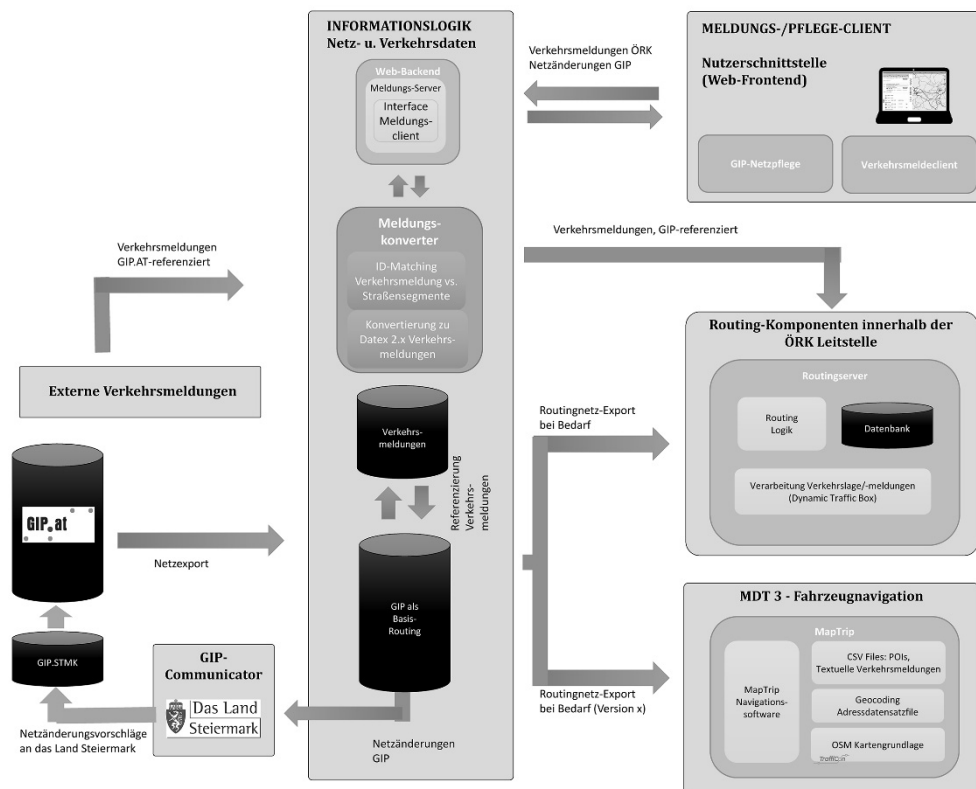 INFORMATIONSLOGIK
Netz- u. Verkehrsdaten
Web-Backend
Meldungs-Server
Interface
Meldungs-
client
Verkehrsmeldungen ÖRK
Netzänderungen GIP
MELDUNGS-/PFLEGE-CLIENT
Nutzerschnittstelle
(Web-Frontend)
GIP-Netzpflege
Verkehrsmeldeclient
Meldungs-
konverter
ID-Matching
Verkehrsmeldung vs.
Straßensegmente
Konvertierung zu
Datex 2.x Verkehrs-
meldungen
Verkehrsmeldungen
GIP.AT-referenziert
Verkehrsmeldungen, GIP-referenziert
Externe Verkehrsmeldungen
Routing-Komponenten innerhalb der
ÖRK Leitstelle
Routingserver
Routing
Logik
Datenbank
Verarbeitung Verkehrslage/-meldungen
(Dynamic Traffic Box)
Verkehrs-
meldungen
Routingnetz-Export
bei Bedarf
Referenzierung
Verkehrs-
meldungen
GIP.at
Netzexport
GIP als
Basis-
Routing
GIP.STMK
GIP-
Communicator
Das Land
Steiermark
Netzänderungsvorschläge
an das Land Steiermark
Netzänderungen
GIP
Routingnetz-Export
bei Bedarf (Version x)
MDT 3 - Fahrzeugnavigation
MapTrip
MapTrip
Navigations-
software
CSV Files: POIs,
Textuelle Verkehrsmeldungen
Geocoding
Adressdatensatzfile
OSM Kartengrundlage